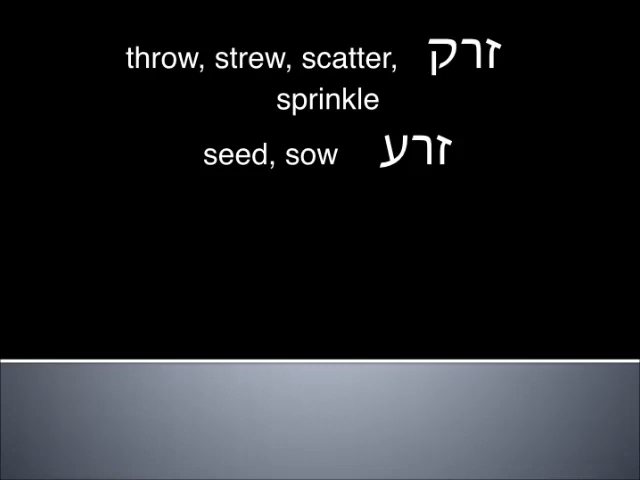 throw, strew, scatter, זרק
sprinkle
seed, sow זרע